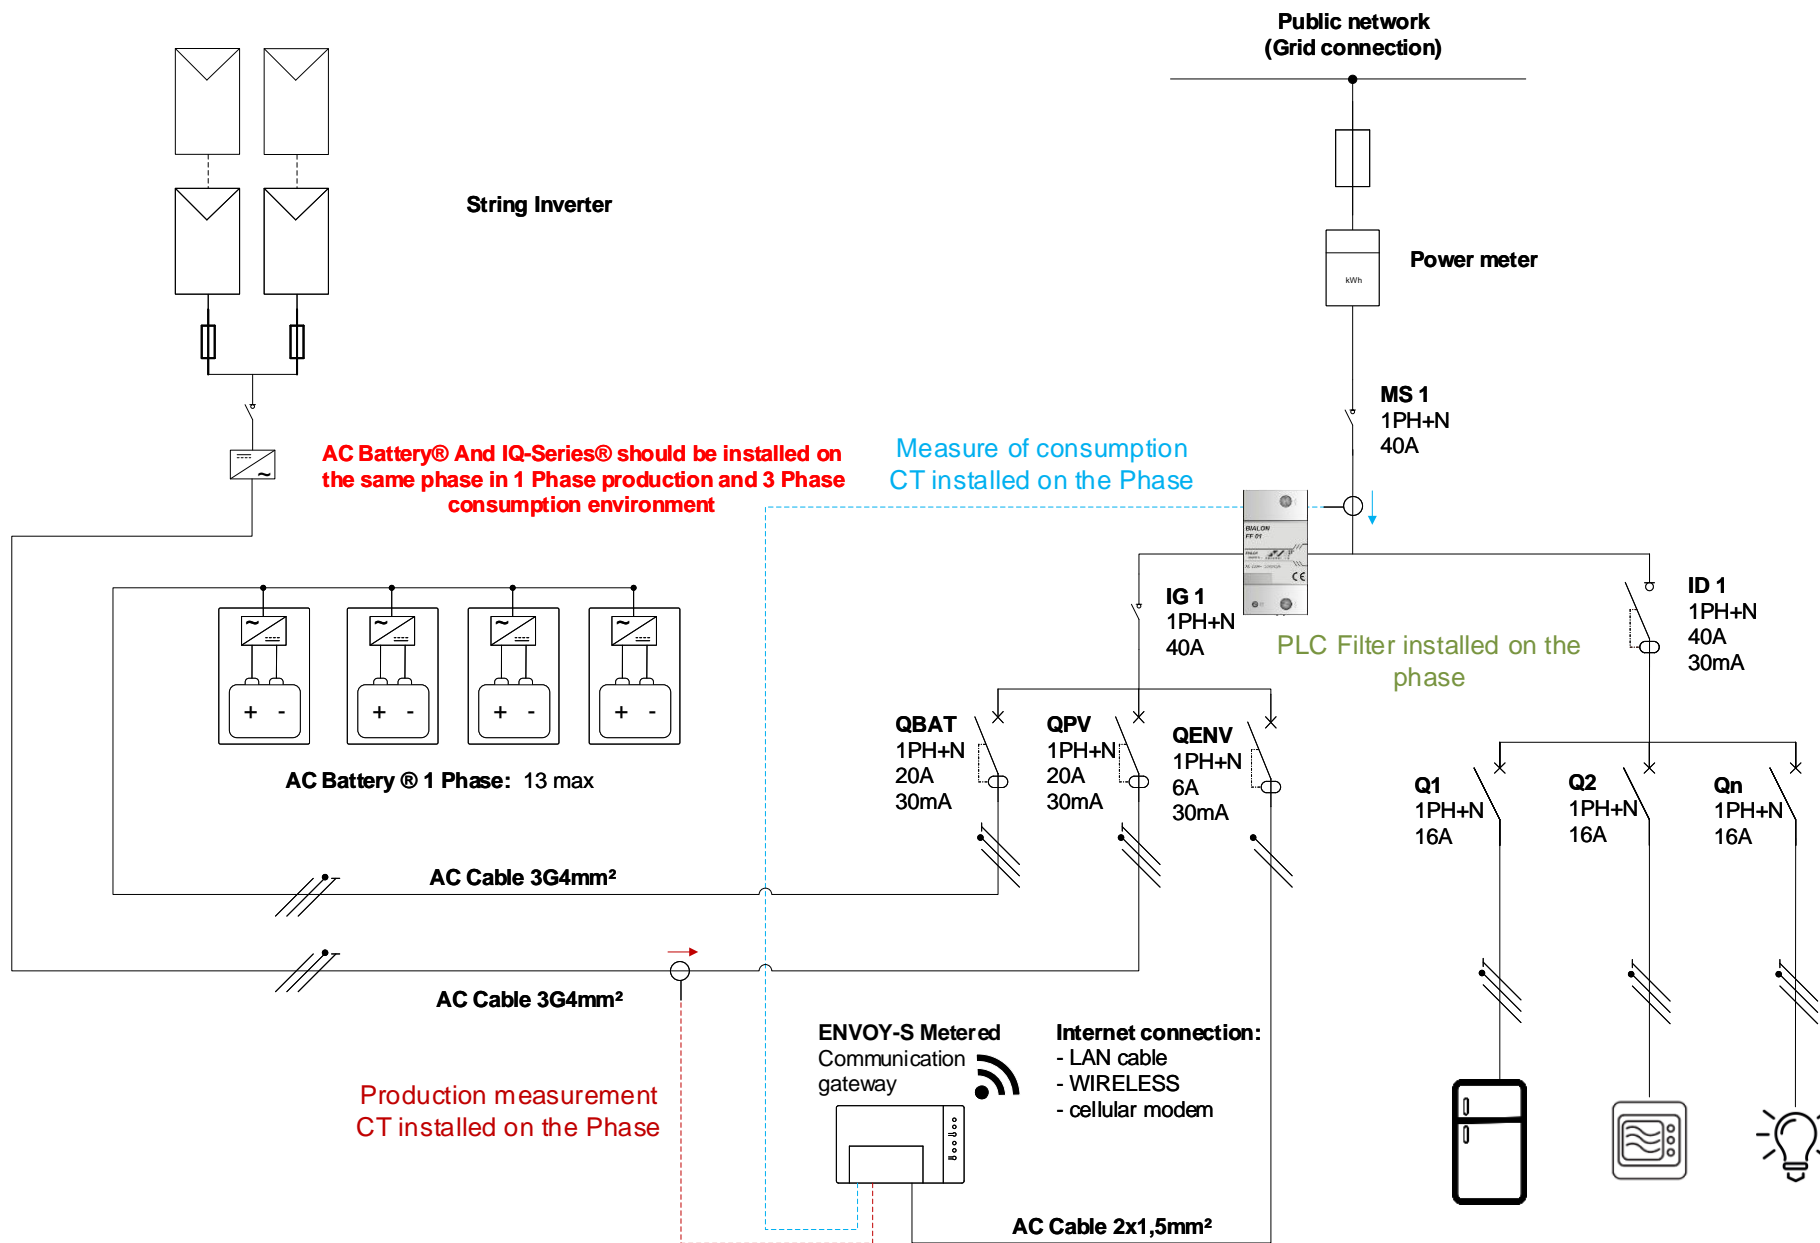 Public network
(Grid connection)
String Inverter
Power meter
kWh
MS 1
1PH+N
40A
AC Battery® And IQ-Series® should be installed on
the same phase in 1 Phase production and 3 Phase
consumption environment
Measure of consumption
CT installed on the Phase
BIALON
FF 01
CE
IG 1
1PH+N
40A
ID 1
1PH+N
40A
30mA
PLC Filter installed on the
phase
+ -
+ -
+ -
+ -
AC Battery ® 1 Phase: 13 max
QBAT
1PH+N
20A
30mA
QPV
1PH+N
20A
30mA
QENV
1PH+N
6A
30mA
Q1
1PH+N
16A
Q2
1PH+N
16A
Qn
1PH+N
16A
AC Cable 3G4mm²
AC Cable 3G4mm²
ENVOY-S Metered
Communication
gateway
Internet connection:
- LAN cable
- WIRELESS
- cellular modem
Production measurement
CT installed on the Phase
AC Cable 2x1,5mm²